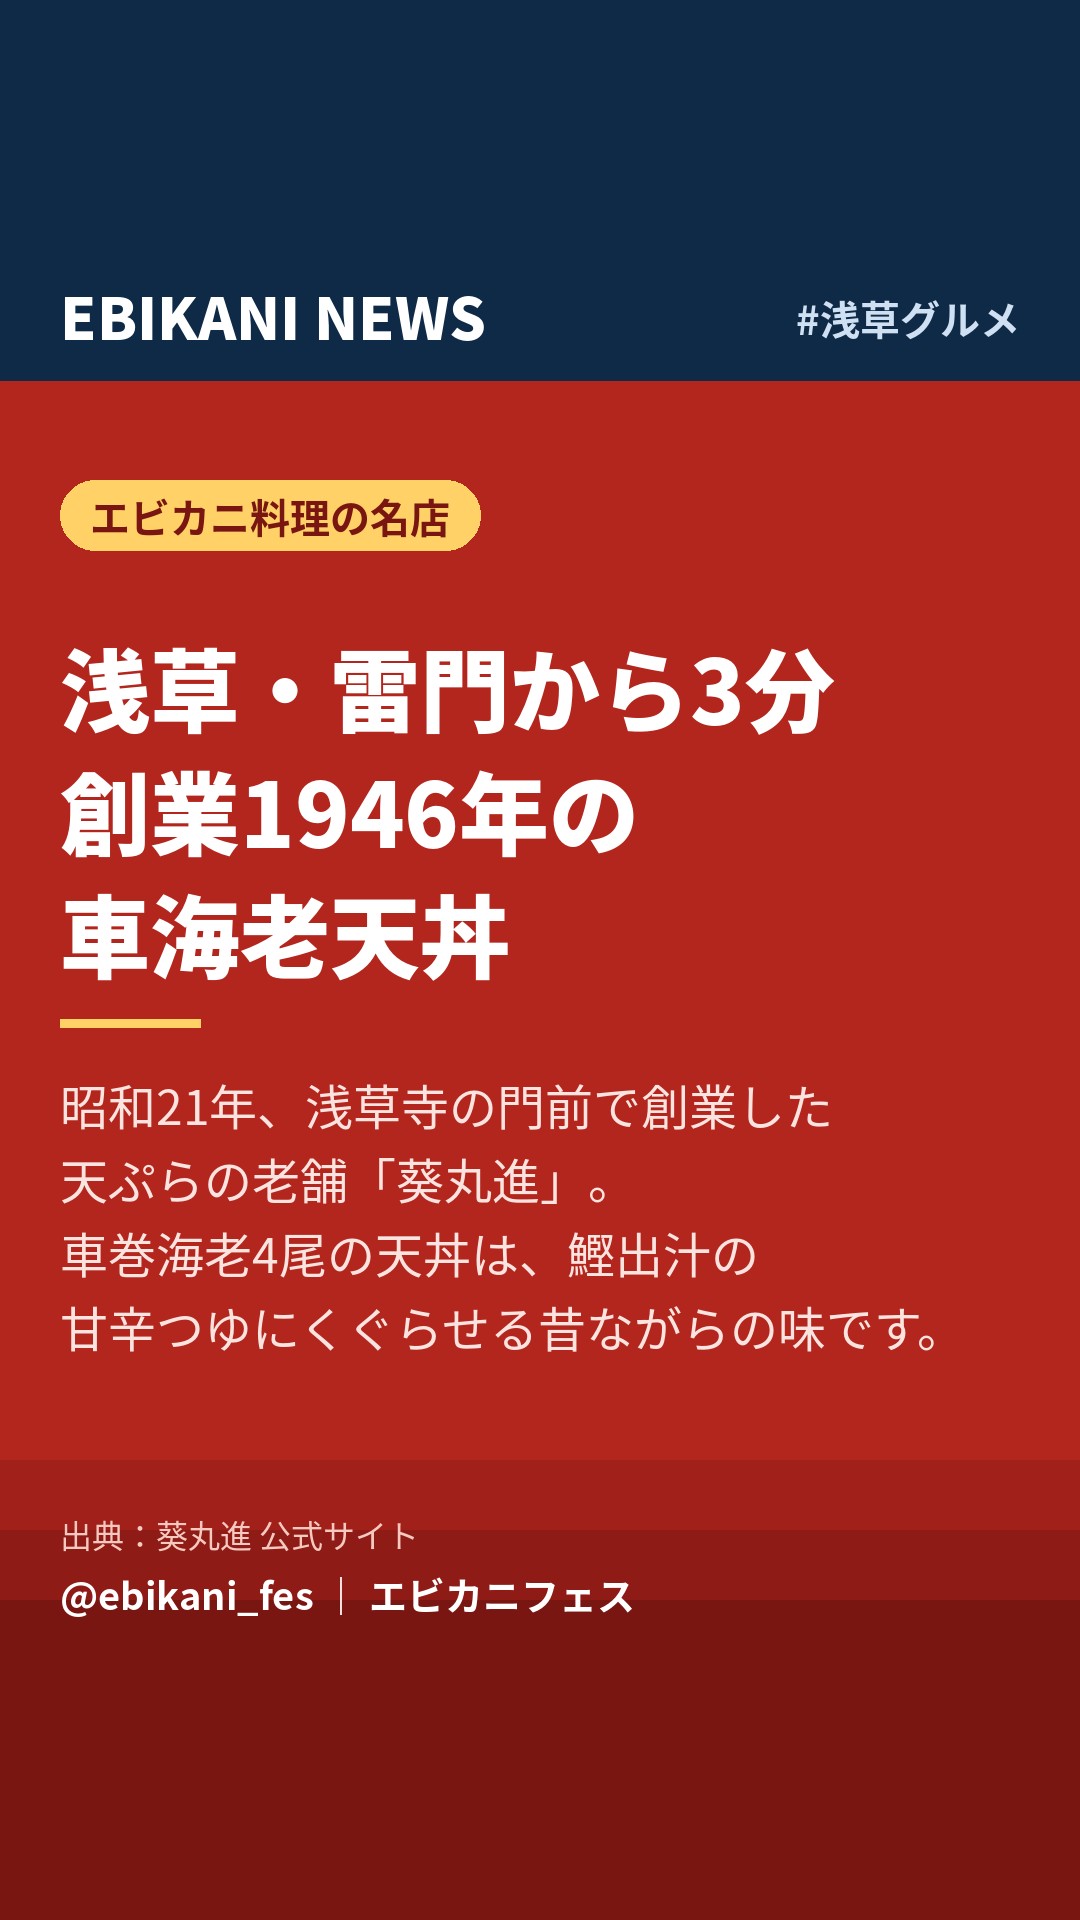 EBIKANI NEWS
#浅草グルメ
エビカニ料理の名店
浅草・雷門から3分
創業1946年の
車海老天丼
昭和21年、浅草寺の門前で創業した
天ぷらの老舗「葵丸進」。
車巻海老4尾の天丼は、鰹出汁の
甘辛つゆにくぐらせる昔ながらの味です。
出典：葵丸進 公式サイト
@ebikani_fes ｜ エビカニフェス